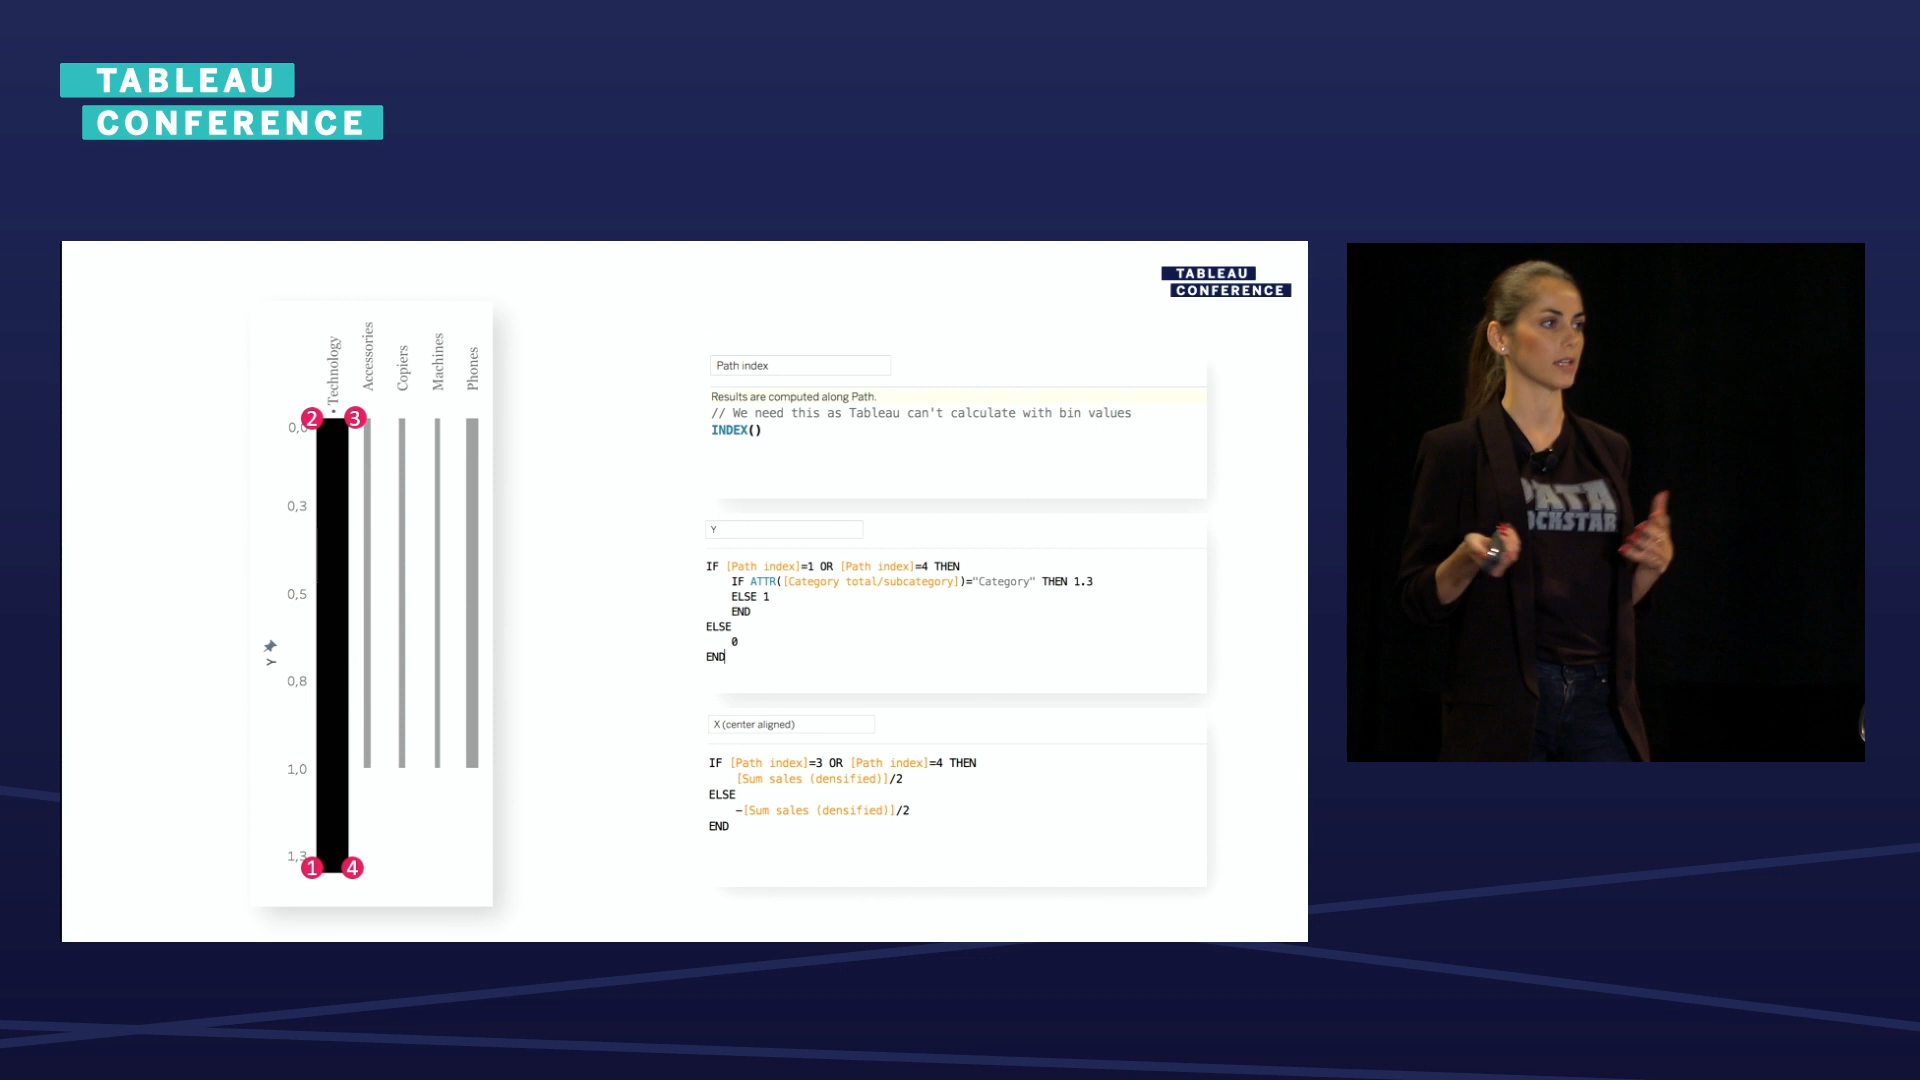 TABLEAU
CONFERENCE
TABLEAU
CONFERENCE
• Technology
Accessories
Copiers
Machines
Phones
2
3
0,3
0,5
0,8
1,0
1,3
1
4
Y
Path index
Results are computed along Path.
// We need this as Tableau can't calculate with bin values
INDEX()
Y
IF [Path index]=1 OR [Path index]=4 THEN
IF ATTR([Category total/subcategory])="Category" THEN 1.3
ELSE 1
END
ELSE
0
END
X (center aligned)
IF [Path index]=3 OR [Path index]=4 THEN
[Sum sales (densified)]/2
ELSE
-[Sum sales (densified)]/2
END
DATA
ROCKSTAR